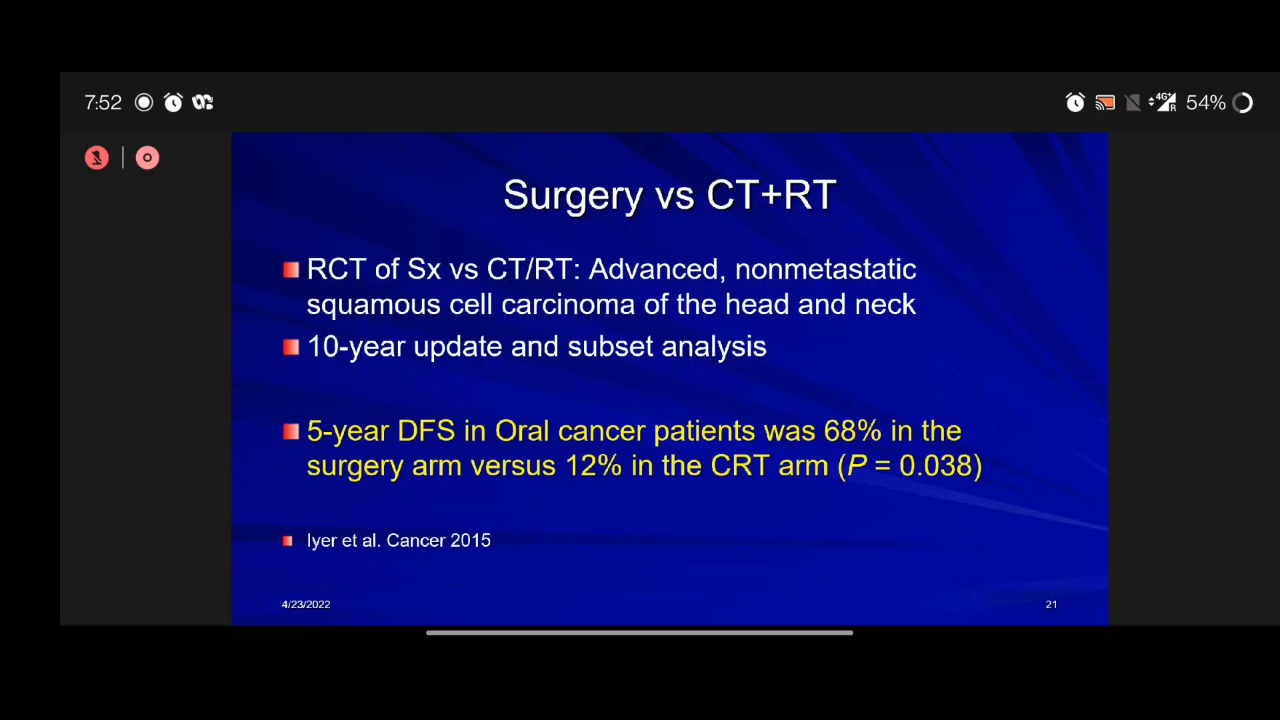 7:52
54%
4G+
R
Surgery vs CT+RT
RCT of Sx vs CT/RT: Advanced, nonmetastatic
squamous cell carcinoma of the head and neck
10-year update and subset analysis
5-year DFS in Oral cancer patients was 68% in the
surgery arm versus 12% in the CRT arm (P = 0.038)
Iyer et al. Cancer 2015
4/23/2022
21